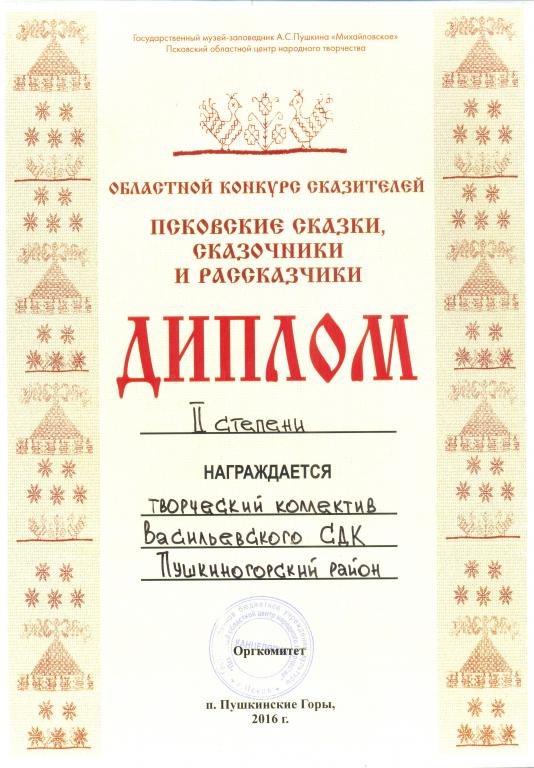 Государственный музей-заповедник А.С.Пушкина «Михайловское»
Псковский областной центр народного творчества
ОБЛАСТНОЙ КОНКУРС СКАЗИТЕЛЕЙ
ПСКОВСКИЕ СКАЗКИ,
СКАЗОЧНИКИ
И РАССКАЗЧИКИ
ДИПЛОМ
II степени
НАГРАЖДАЕТСЯ
творческий коллектив
Васильевского СДК
Пушкиногорский район
КАНЦЕЛЯРИЯ
Оргкомитет
п. Пушкинские Горы,
2016 г.